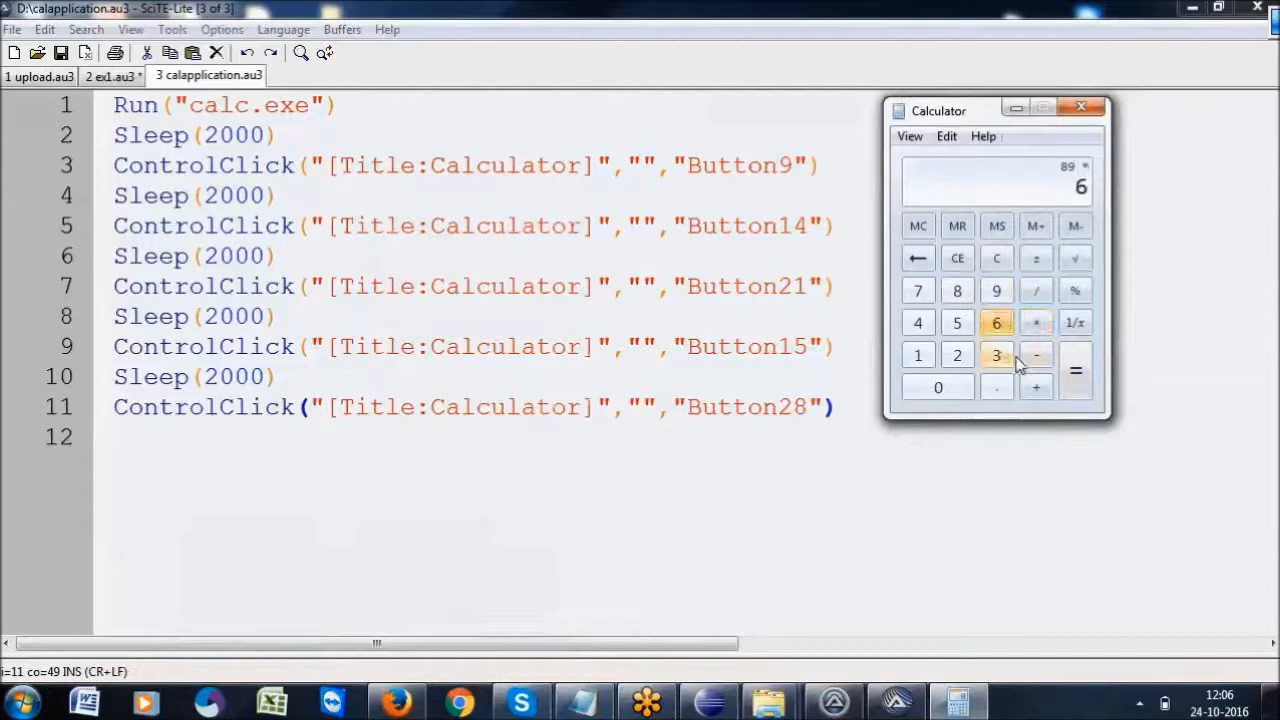 D:\calapplication.au3 - SciTE-Lite [3 of 3]
File Edit Search View Tools Options Language Buffers Help
1 upload.au3 2 ex1.au3 * 3 calapplication.au3
1 Run("calc.exe")
2 Sleep(2000)
3 ControlClick("[Title:Calculator]","","Button9")
4 Sleep(2000)
5 ControlClick("[Title:Calculator]","","Button14")
6 Sleep(2000)
7 ControlClick("[Title:Calculator]","","Button21")
8 Sleep(2000)
9 ControlClick("[Title:Calculator]","","Button15")
10 Sleep(2000)
11 ControlClick("[Title:Calculator]","","Button28")
12
Calculator
View Edit Help
89 *
6
MC MR MS M+ M-
← CE C ± √
7 8 9 / %
4 5 6 * 1/x
1 2 3 - =
0 . +
i=11 co=49 INS (CR+LF)
12:06
24-10-2016